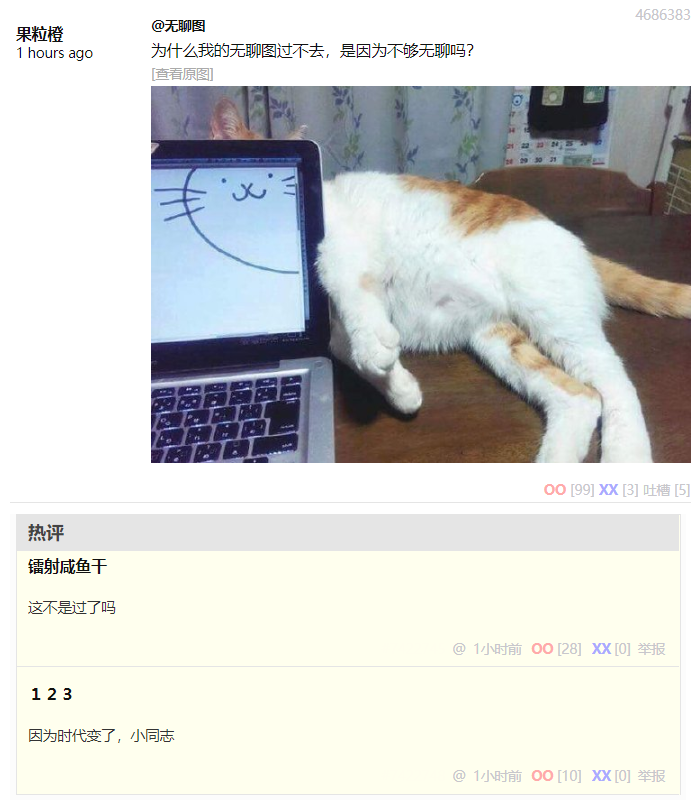 4686383
果粒橙
1 hours ago
@无聊图
为什么我的无聊图过不去，是因为不够无聊吗？
[查看原图]
OO [99] XX [3] 吐槽 [5]
热评
镭射咸鱼干
这不是过了吗
@ 1小时前 OO [28] XX [0] 举报
1 2 3
因为时代变了，小同志
@ 1小时前 OO [10] XX [0] 举报